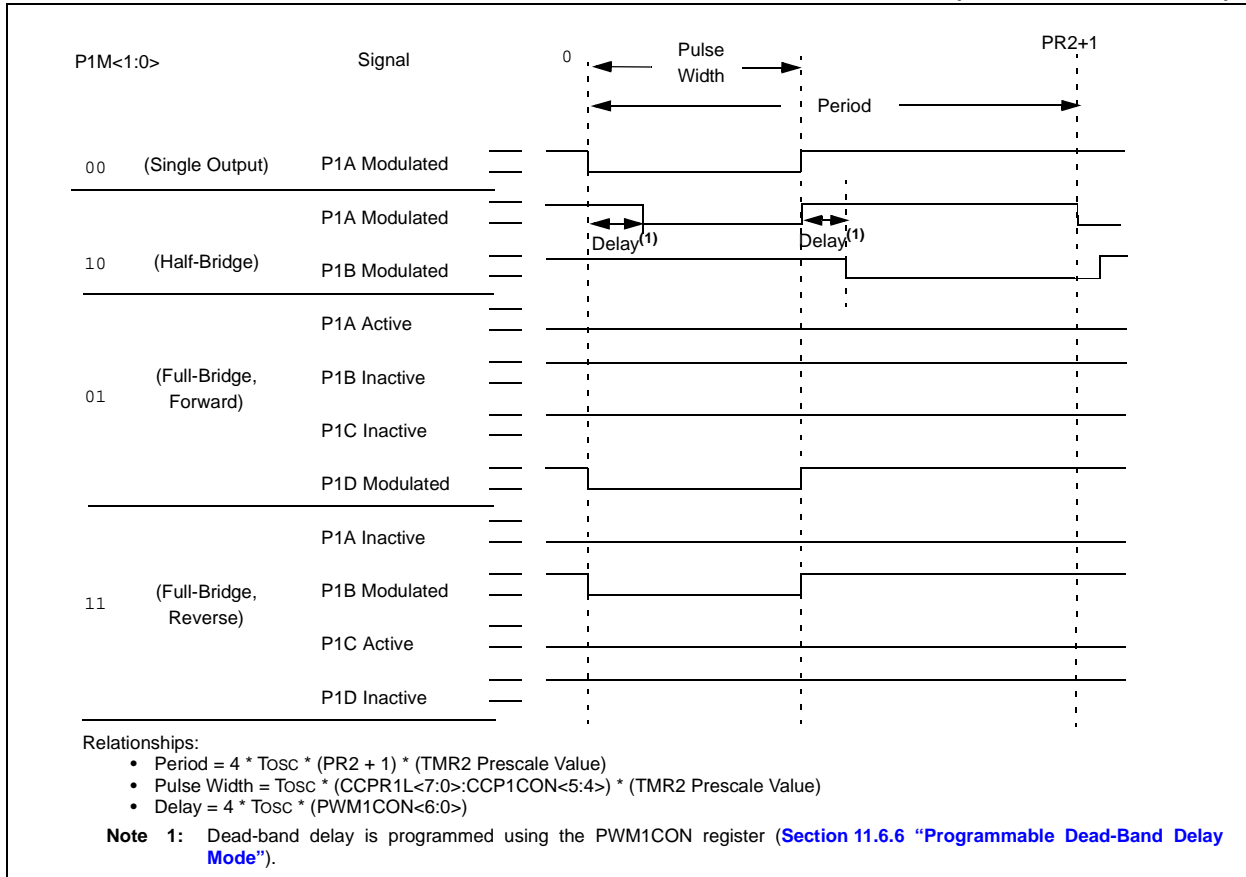 P1M<1:0> Signal 0 Pulse Width PR2+1
Period
00 (Single Output) P1A Modulated
P1A Modulated
Delay(1) Delay(1)
10 (Half-Bridge) P1B Modulated
P1A Active
01 (Full-Bridge, Forward) P1B Inactive
P1C Inactive
P1D Modulated
P1A Inactive
11 (Full-Bridge, Reverse) P1B Modulated
P1C Active
P1D Inactive
Relationships:
• Period = 4 * TOSC * (PR2 + 1) * (TMR2 Prescale Value)
• Pulse Width = TOSC * (CCPR1L<7:0>:CCP1CON<5:4>) * (TMR2 Prescale Value)
• Delay = 4 * TOSC * (PWM1CON<6:0>)
Note 1: Dead-band delay is programmed using the PWM1CON register (Section 11.6.6 “Programmable Dead-Band Delay
Mode”).